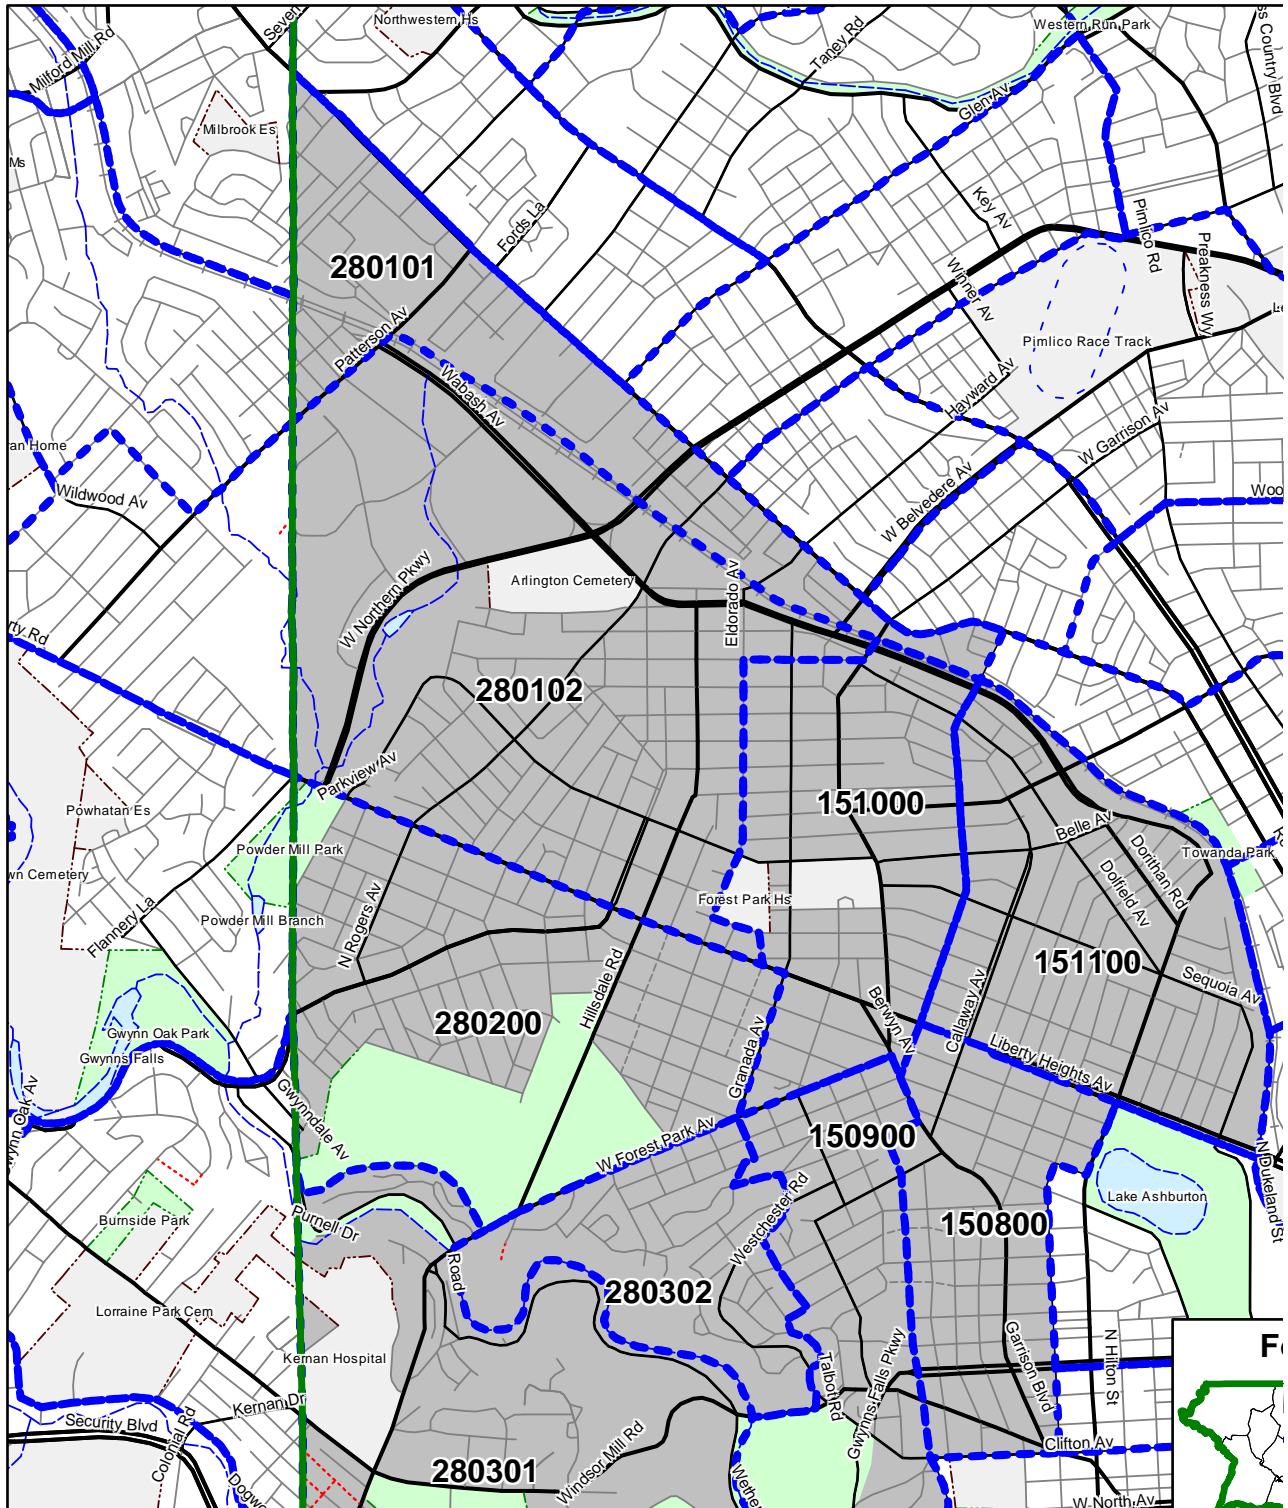 Northwestern Hs
Western Run Park
Milford Mill Rd
Taney Rd
Country Blvd
Glen Av
Milbrook Es
Ms
Key Av
Fords La
Pimlico Rd
Preakness Wy
280101
Winner Av
Patterson Av
Pimlico Race Track
Wabash Av
Hayward Av
W Garrison Av
W Belvedere Av
Wildwood Av
Arlington Cemetery
W Northern Pkwy
Eldorado Av
280102
Parkview Av
151000
Powhatan Es
Belle Av
Dorithan Rd
Towanda Park
Powder Mill Park
Dolfield Av
Forest Park Hs
Flannery La
Powder Mill Branch
N Rogers Av
151100
Sequoia Av
Hillsdale Rd
280200
Berwyn Av
Callaway Av
Gwynn Oak Park
Gwynns Falls
Granada Av
Liberty Heights Av
Gwynndale Av
W Forest Park Av
150900
N Dukeland St
Westchester Rd
Lake Ashburton
Burnside Park
Purnell Dr
150800
Road
280302
Lorraine Park Cem
Kernan Hospital
Garrison Blvd
N Hilton St
Talbot Rd
Gwynns Falls Pkwy
Kernan Dr
Security Blvd
Colonial Rd
Clifton Av
280301
Windsor Mill Rd
W North Av